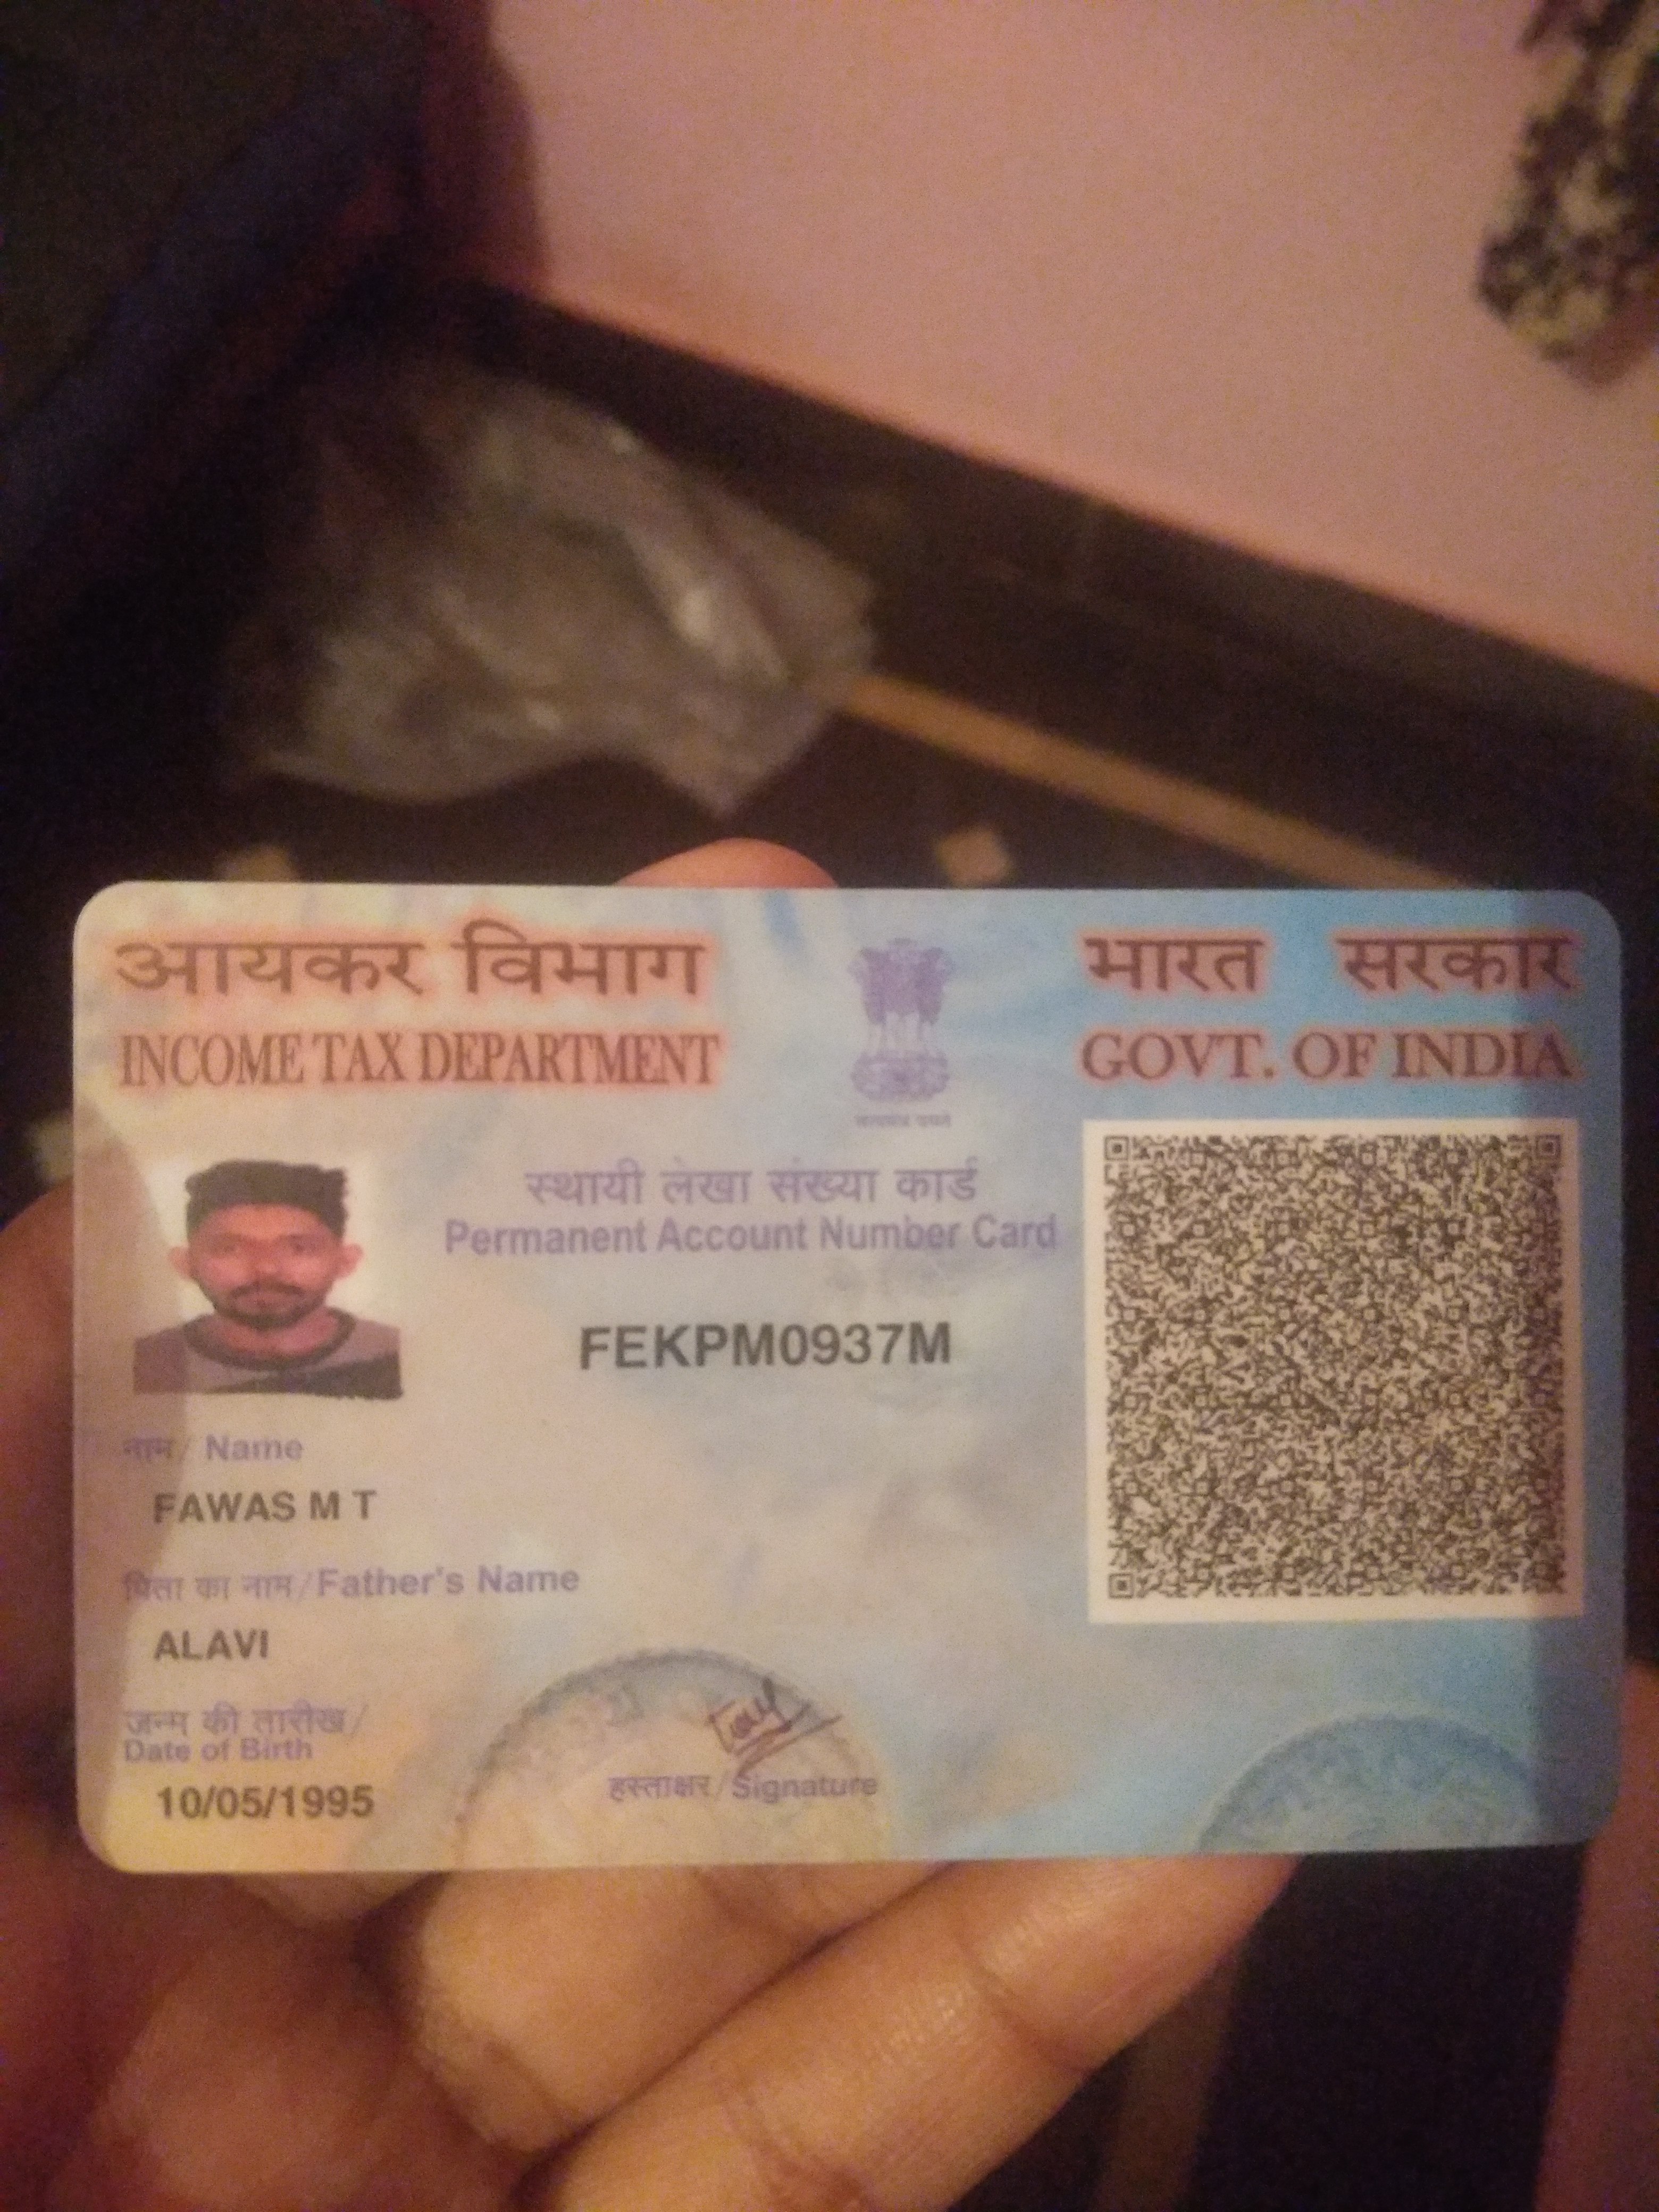 आयकर विभाग
INCOME TAX DEPARTMENT
भारत सरकार
GOVT. OF INDIA
सत्यमेव जयते
स्थायी लेखा संख्या कार्ड
Permanent Account Number Card
FEKPM0937M
नाम / Name
FAWAS M T
पिता का नाम/Father's Name
ALAVI
जन्म की तारीख/
Date of Birth
10/05/1995
हस्ताक्षर/Signature